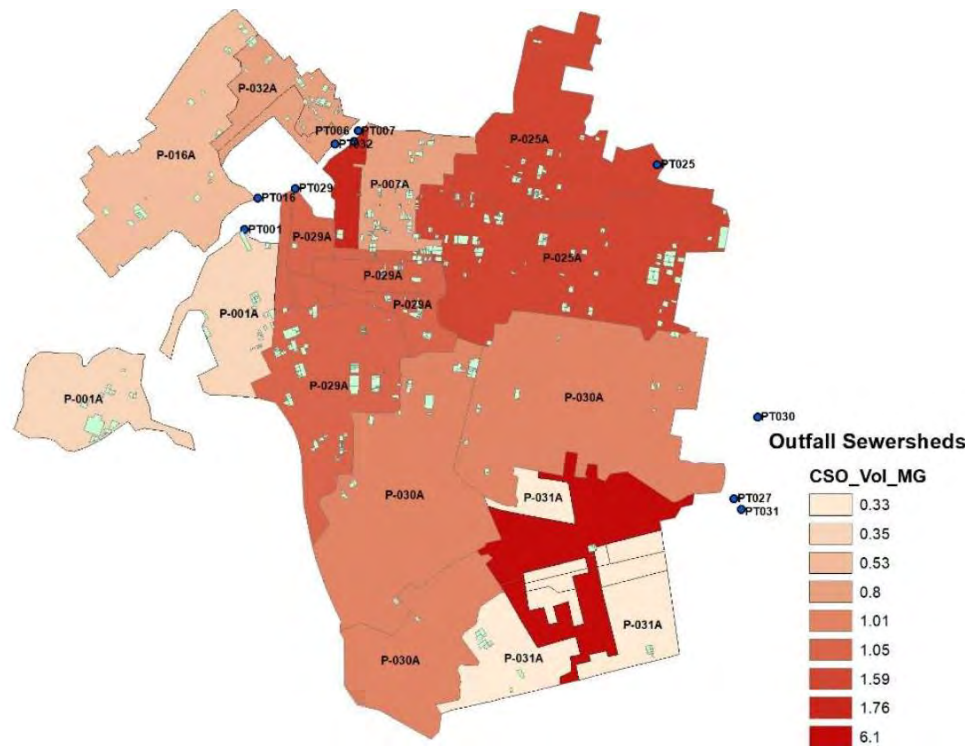 P-032A
PT006
PT007
PT032
P-016A
P-025A
PT025
P-007A
PT029
PT016
PT001
P-029A
P-025A
P-029A
P-029A
P-001A
P-029A
P-001A
P-030A
PT030
Outfall Sewersheds
CSO_Vol_MG
P-030A
P-031A
PT027
PT031
0.33
0.35
0.53
0.8
1.01
P-031A
1.05
P-030A
P-031A
1.59
1.76
6.1